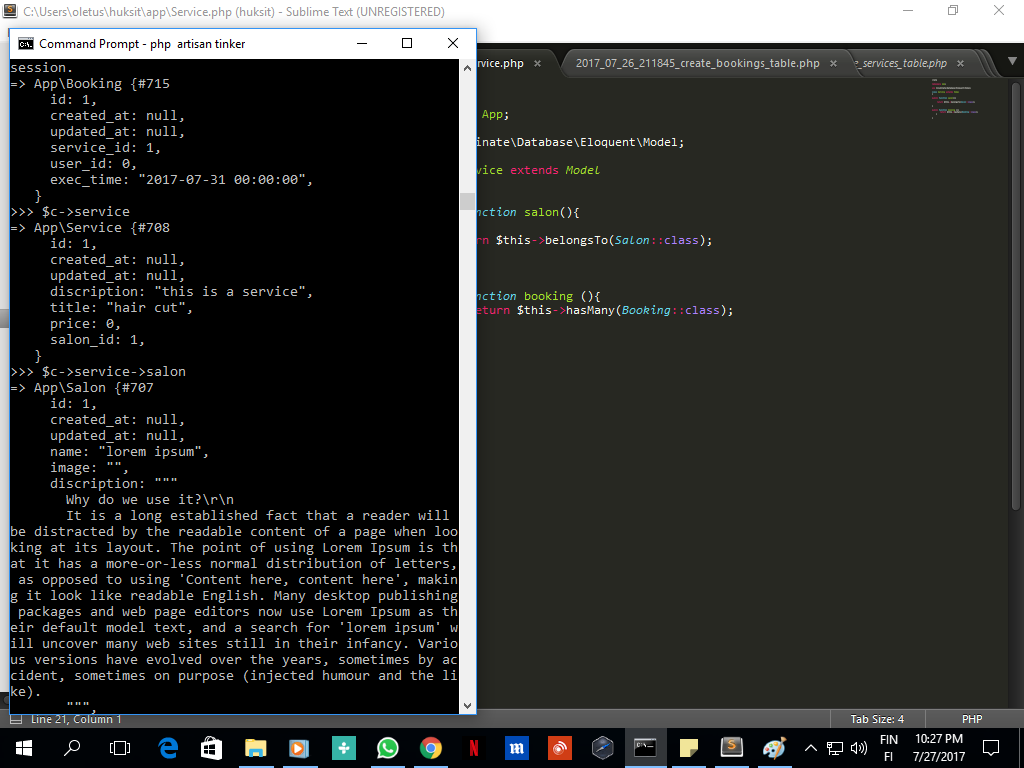 C:\Users\oletus\huksit\app\Service.php (huksit) - Sublime Text (UNREGISTERED)
Command Prompt - php  artisan tinker
session.
=> App\Booking {#715
     id: 1,
     created_at: null,
     updated_at: null,
     service_id: 1,
     user_id: 0,
     exec_time: "2017-07-31 00:00:00",
   }
>>> $c->service
=> App\Service {#708
     id: 1,
     created_at: null,
     updated_at: null,
     discription: "this is a service",
     title: "hair cut",
     price: 0,
     salon_id: 1,
   }
>>> $c->service->salon
=> App\Salon {#707
     id: 1,
     created_at: null,
     updated_at: null,
     name: "lorem ipsum",
     image: "",
     discription: """
       Why do we use it?\r\n
       It is a long established fact that a reader will
be distracted by the readable content of a page when loo
king at its layout. The point of using Lorem Ipsum is th
at it has a more-or-less normal distribution of letters,
 as opposed to using 'Content here, content here', makin
g it look like readable English. Many desktop publishing
 packages and web page editors now use Lorem Ipsum as th
eir default model text, and a search for 'lorem ipsum' w
ill uncover many web sites still in their infancy. Vario
us versions have evolved over the years, sometimes by ac
cident, sometimes on purpose (injected humour and the li
ke).
       """,
rvice.php × 2017_07_26_211845_create_bookings_table.php × e_services_table.php ×
App;
inate\Database\Eloquent\Model;
vice extends Model
nction salon(){
rn $this->belongsTo(Salon::class);
nction booking (){
eturn $this->hasMany(Booking::class);
Line 21, Column 1
Tab Size: 4
PHP
FIN
FI
10:27 PM
7/27/2017